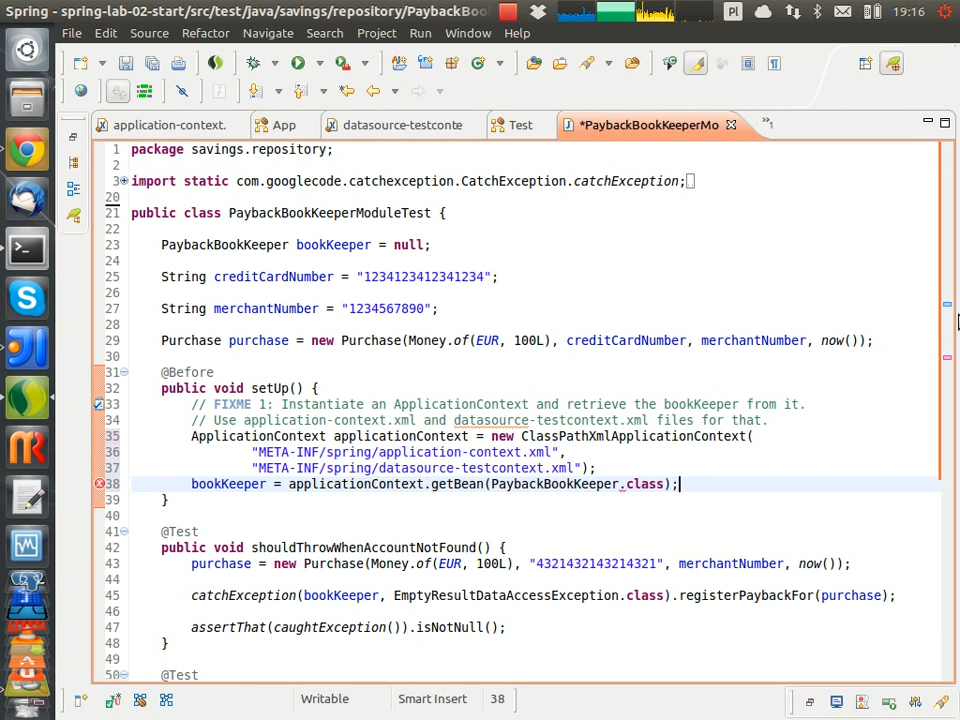 Spring - spring-lab-02-start/src/test/java/savings/repository/PaybackBoo
Pl
19:16
File Edit Source Refactor Navigate Search Project Run Window Help
application-context.
App
datasource-testconte
Test
*PaybackBookKeeperMo
»1
1 package savings.repository;
2
3 import static com.googlecode.catchexception.CatchException.catchException;
20
21 public class PaybackBookKeeperModuleTest {
22
23 PaybackBookKeeper bookKeeper = null;
24
25 String creditCardNumber = "1234123412341234";
26
27 String merchantNumber = "1234567890";
28
29 Purchase purchase = new Purchase(Money.of(EUR, 100L), creditCardNumber, merchantNumber, now());
30
31 @Before
32 public void setUp() {
33 // FIXME 1: Instantiate an ApplicationContext and retrieve the bookKeeper from it.
34 // Use application-context.xml and datasource-testcontext.xml files for that.
35 ApplicationContext applicationContext = new ClassPathXmlApplicationContext(
36 "META-INF/spring/application-context.xml",
37 "META-INF/spring/datasource-testcontext.xml");
38 bookKeeper = applicationContext.getBean(PaybackBookKeeper.class);
39 }
40
41 @Test
42 public void shouldThrowWhenAccountNotFound() {
43 purchase = new Purchase(Money.of(EUR, 100L), "4321432143214321", merchantNumber, now());
44
45 catchException(bookKeeper, EmptyResultDataAccessException.class).registerPaybackFor(purchase);
46
47 assertThat(caughtException()).isNotNull();
48 }
49
50 @Test
Writable
Smart Insert
38